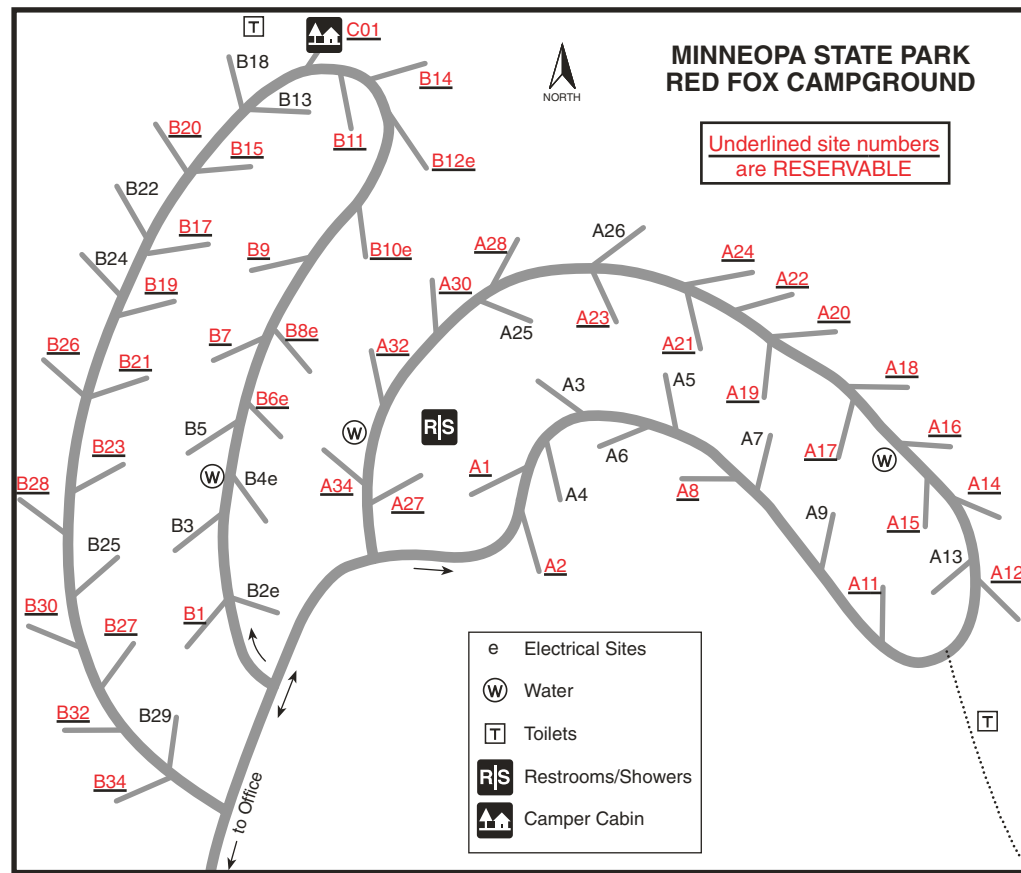 MINNEOPA STATE PARK
RED FOX CAMPGROUND
Underlined site numbers
are RESERVABLE
NORTH
T
C01
B18
B13
B14
B11
B12e
B20
B15
B22
B17
B24
B19
B9
B10e
B26
B21
B7
B8e
B6e
B5
W
B4e
B23
B28
B3
B25
B2e
B30
B27
B1
B32
B29
B34
A26
A28
A24
A30
A22
A25
A23
A20
A32
A21
A3
A5
A18
A19
W
R|S
A7
A16
A6
A17
W
A1
A34
A27
A4
A8
A14
A9
A15
A2
A13
A11
A12
T
to Office
e Electrical Sites
W Water
T Toilets
R|S Restrooms/Showers
Camper Cabin